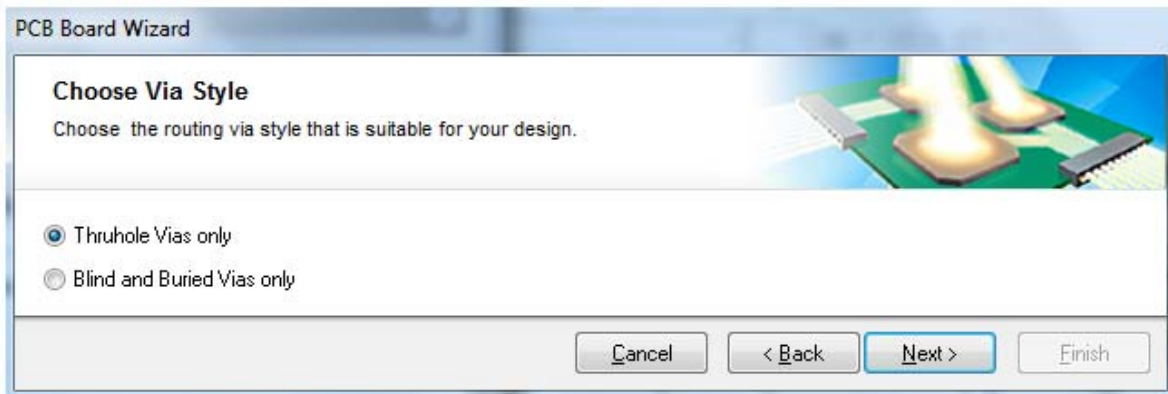 PCB Board Wizard
Choose Via Style
Choose the routing via style that is suitable for your design.
Thruhole Vias only
Blind and Buried Vias only
Cancel
< Back
Next >
Finish